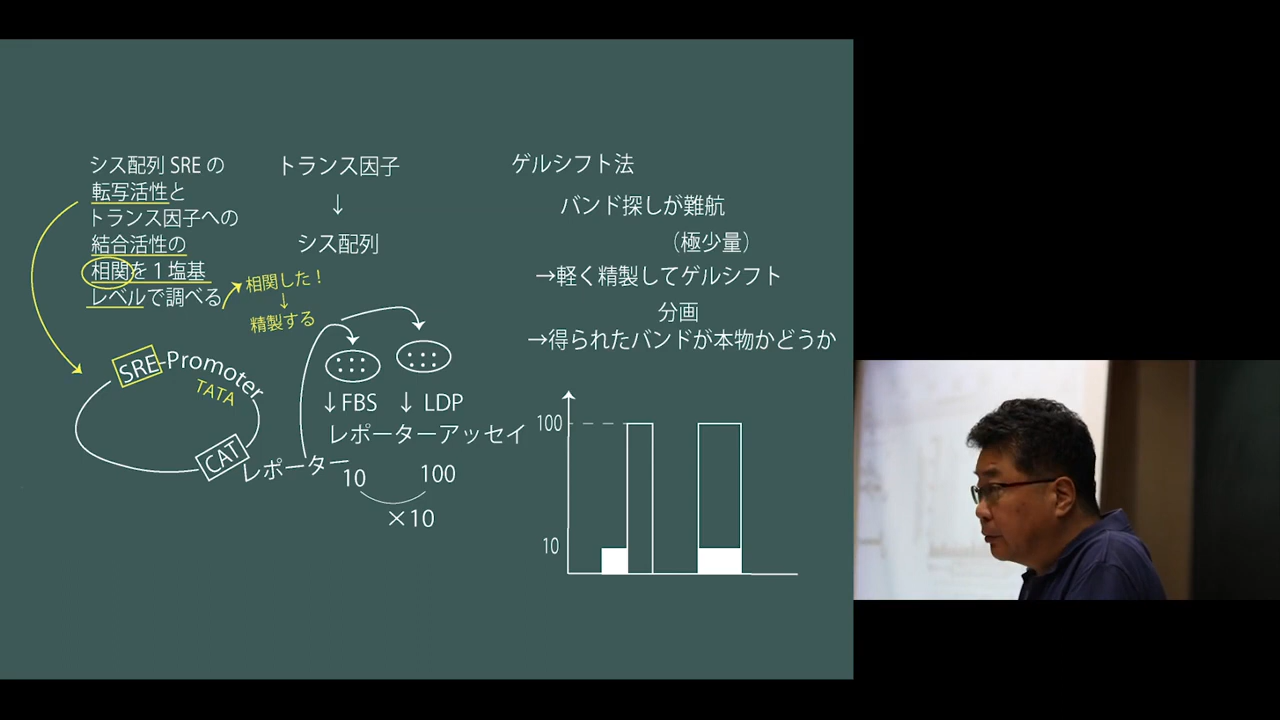 シス配列 SRE の
転写活性と
トランス因子への
結合活性の
相関を１塩基
レベルで調べる
相関した！
↓
精製する
トランス因子
↓
シス配列
SRE-Promoter
TATA
CAT
レポーター
↓FBS
↓ LDP
レポーターアッセイ
10
100
×10
ゲルシフト法
バンド探しが難航
（極少量）
→軽く精製してゲルシフト
分画
→得られたバンドが本物かどうか
100
10